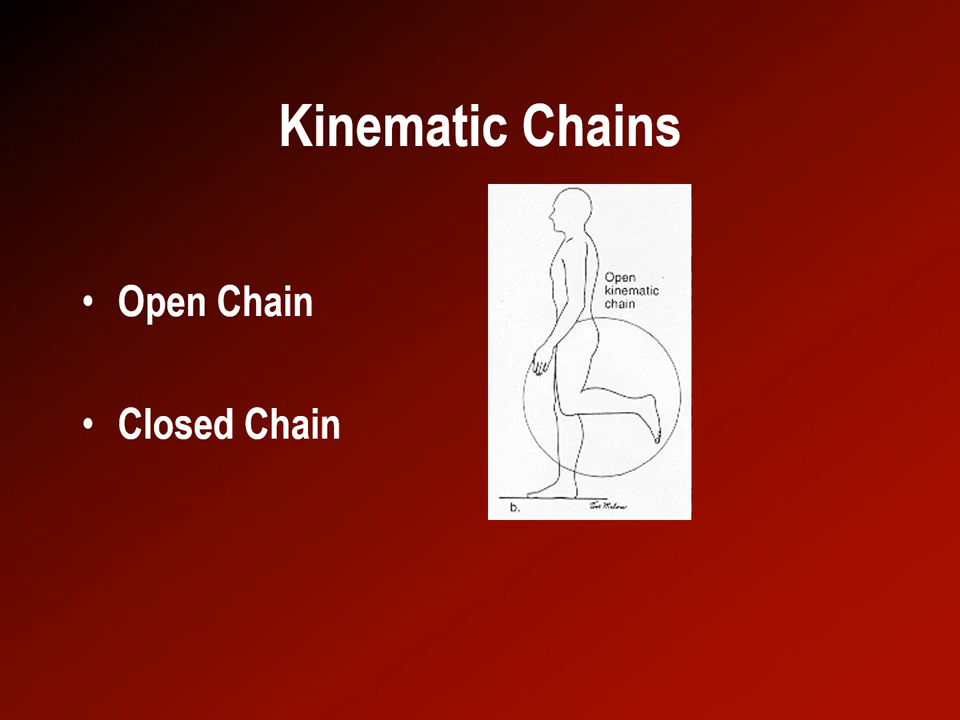 Kinematic Chains
• Open Chain
• Closed Chain
Open
kinematic
chain
b.